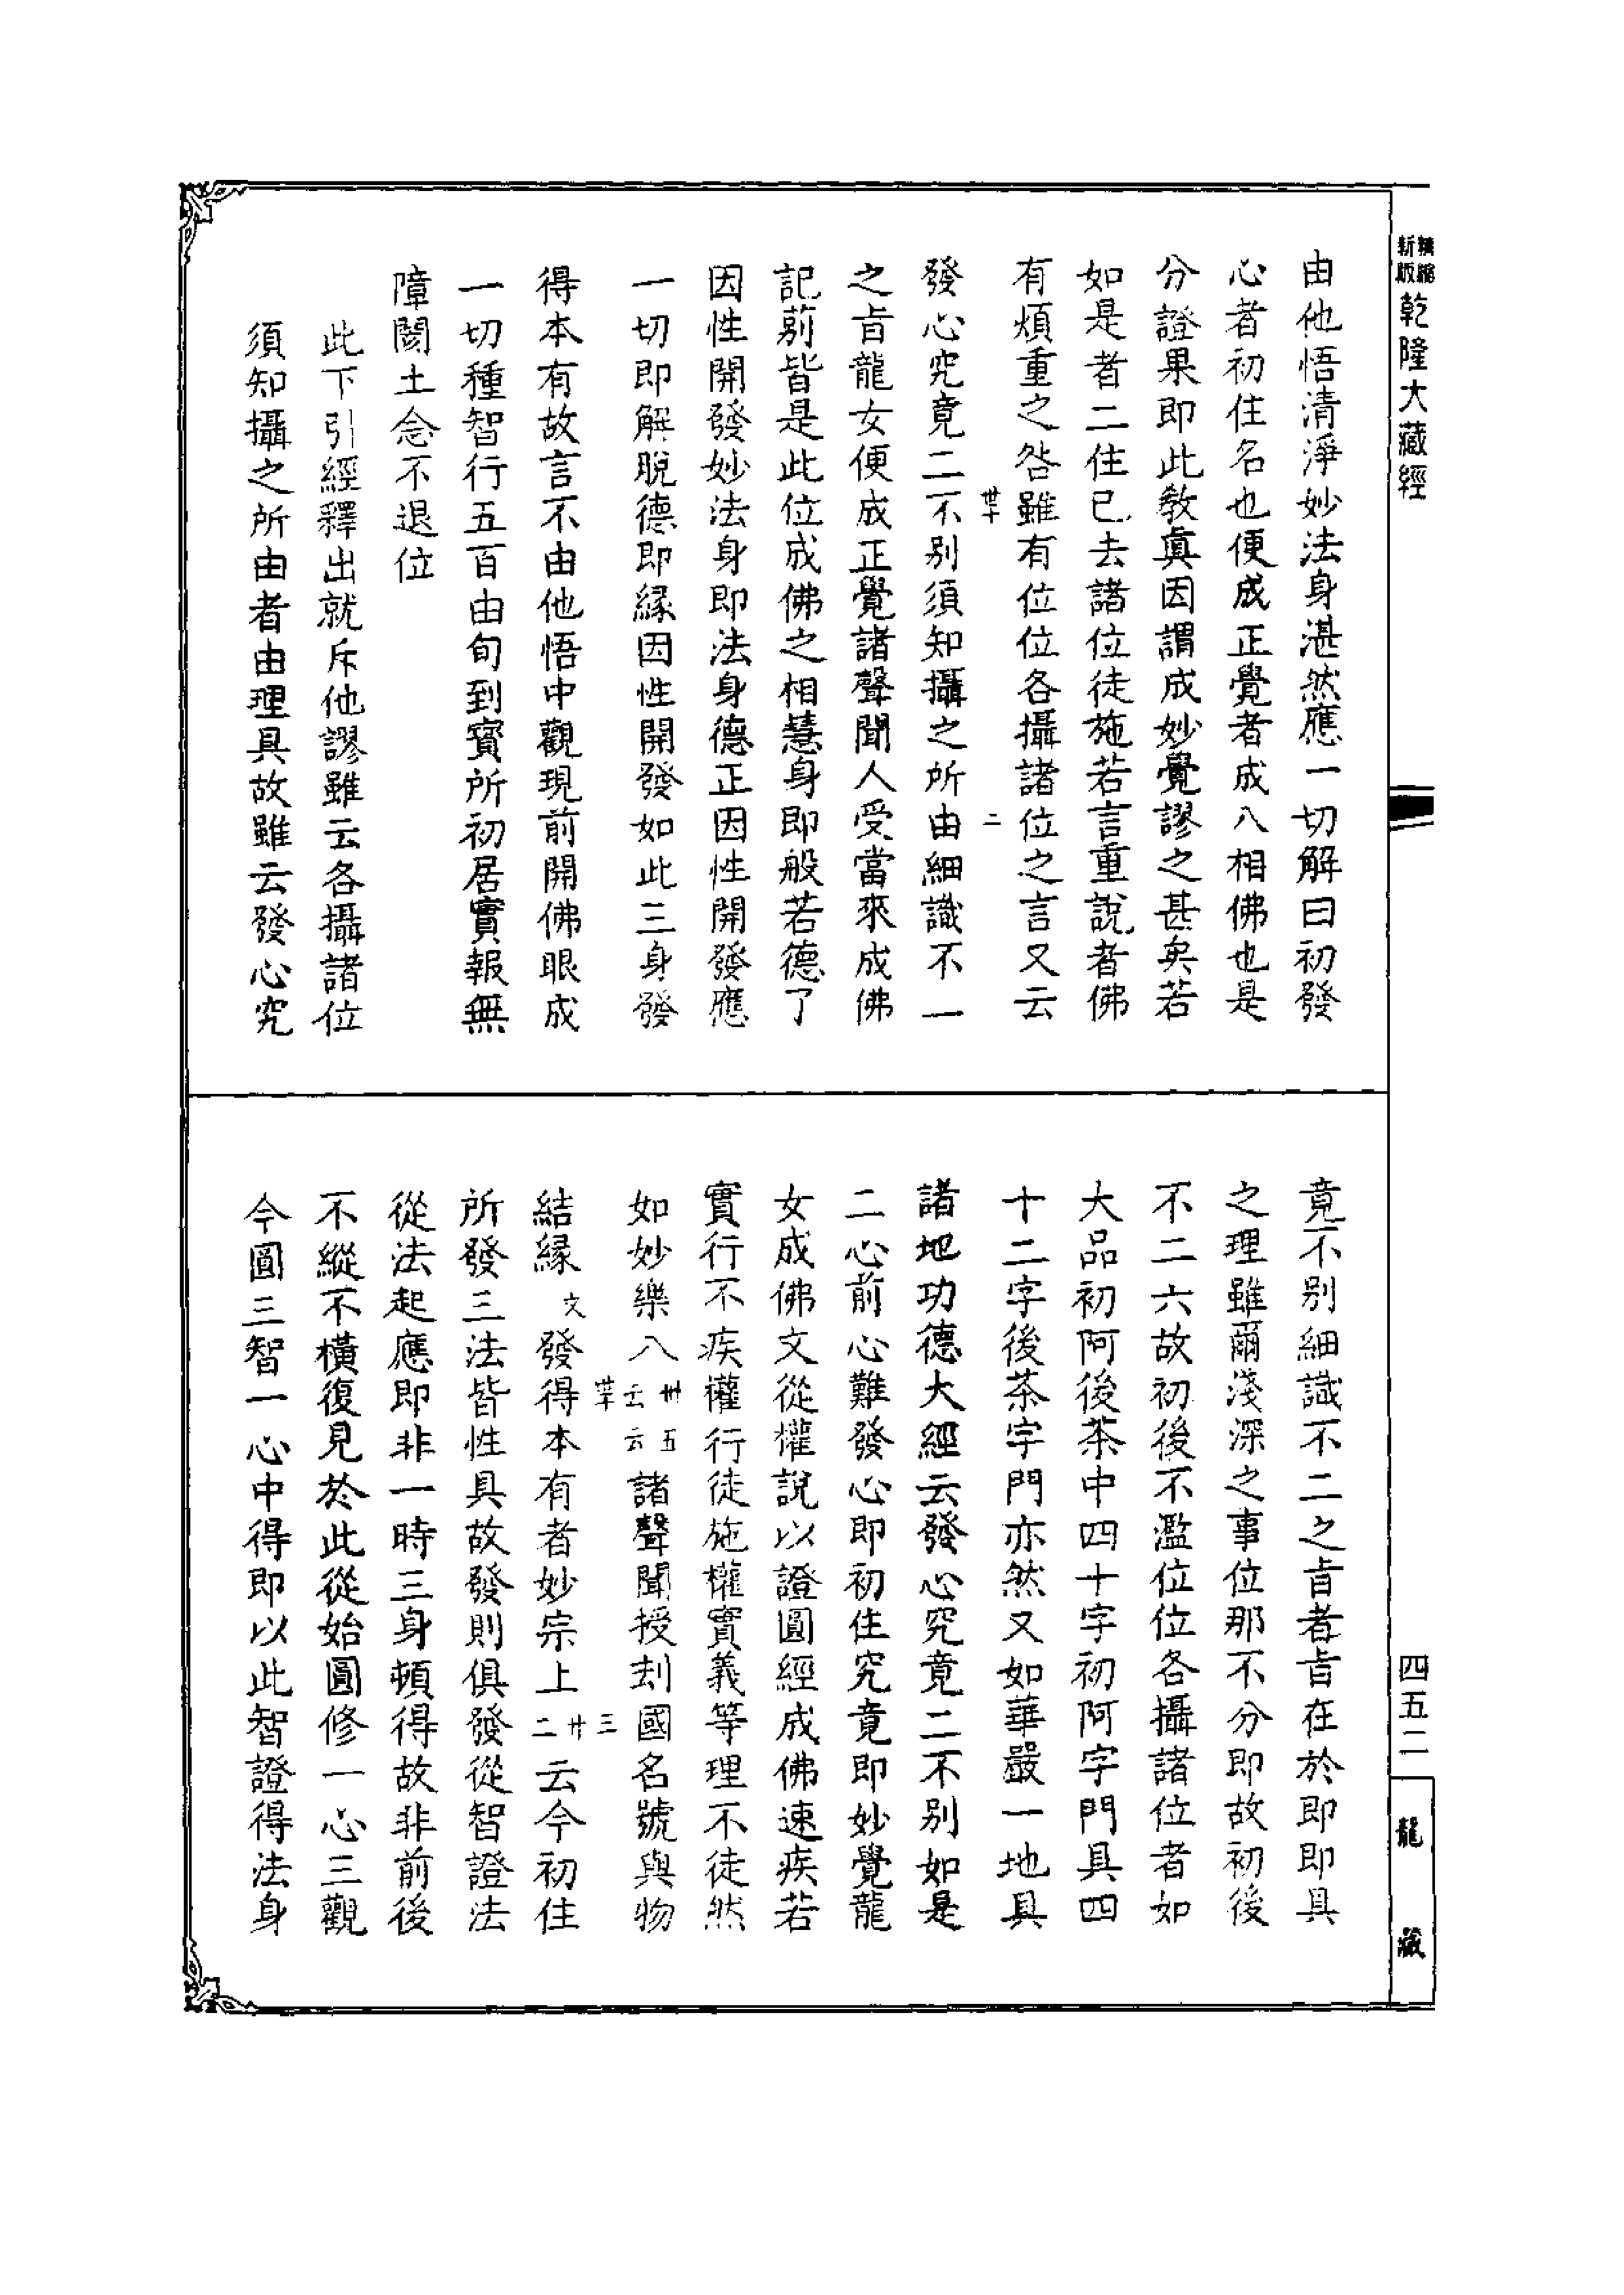 精縮
新版
乾隆大藏經
由他悟清淨妙法身湛然應一切解曰初發
心者初住名也便成正覺者成八相佛也是
分證果即此教真因謂成妙覺謬之甚矣若
如是者二住已去諸位徒施若言重說者佛
有煩重之咎雖有位位各攝諸位之言又云
發心究竟二不別須知攝之所由細識不一
之旨龍女便成正覺諸聲聞人受當來成佛
記莂皆是此位成佛之相慧身即般若德了
因性開發妙法身即法身德正因性開發應
一切即解脫德即緣因性開發如此三身發
得本有故言不由他悟中觀現前開佛眼成
一切種智行五百由旬到寶所初居實報無
障閡土念不退位
此下引經釋出就斥他謬雖云各攝諸位
須知攝之所由者由理具故雖云發心究
竟不別細識不二之旨者旨在於即即具
之理雖爾淺深之事位那不分即故初後
不二六故初後不濫位位各攝諸位者如
大品初阿後荼中四十字初阿字門具四
十二字後荼字門亦然又如華嚴一地具
諸地功德大經云發心究竟二不別如是
二心前心難發心即初住究竟即妙覺龍
女成佛文從權說以證圓經成佛速疾若
實行不疾權行徒施權實義等理不徒然
如妙樂八卅五云云諸聲聞授刦國名號與物
結緣文發得本有者妙宗上廿二云今初住
所發三法皆性具故發則俱發從智證法
從法起應即非一時三身頓得故非前後
不縱不橫復見於此從始圓修一心三觀
今圓三智一心中得即以此智證得法身
四五二
龍藏